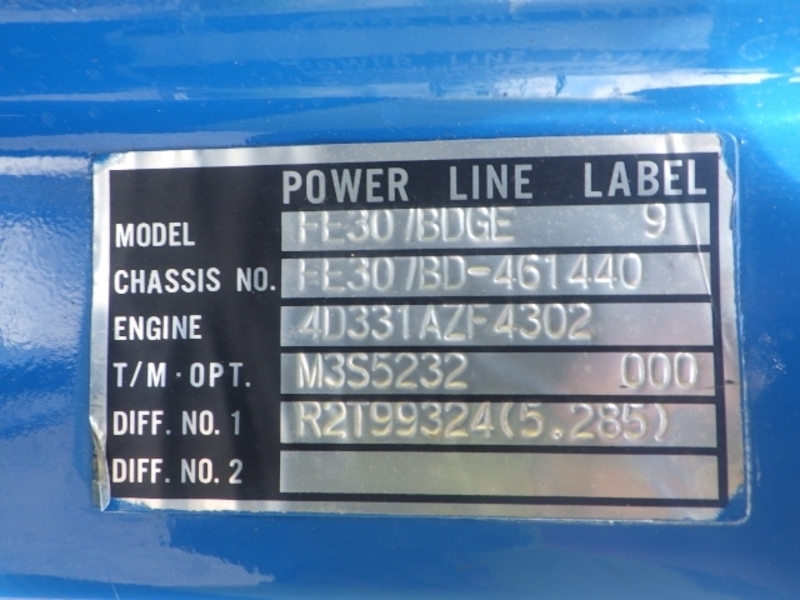 POWER LINE LABEL
MODEL FE307BDGE 9
CHASSIS NO. FE307BD-461440
ENGINE 4D331AZF4302
T/M·OPT. M3S5232 000
DIFF. NO. 1 R2T99324(5.285)
DIFF. NO. 2